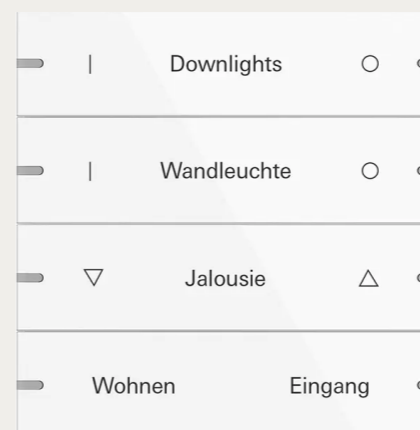 | Downlights ○
| Wandleuchte ○
▽ Jalousie △
Wohnen Eingang